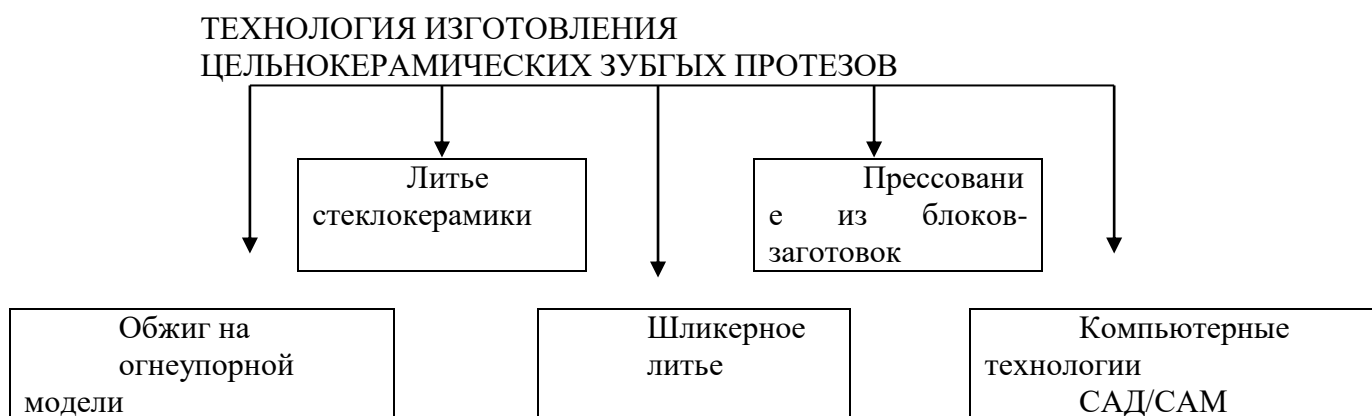 ТЕХНОЛОГИЯ ИЗГОТОВЛЕНИЯ
ЦЕЛЬНОКЕРАМИЧЕСКИХ ЗУБГЫХ ПРОТЕЗОВ
Литье
стеклокерамики
Прессовани
е из блоков-
заготовок
Обжиг на
огнеупорной
модели
Шликерное
литье
Компьютерные
технологии
САД/САМ